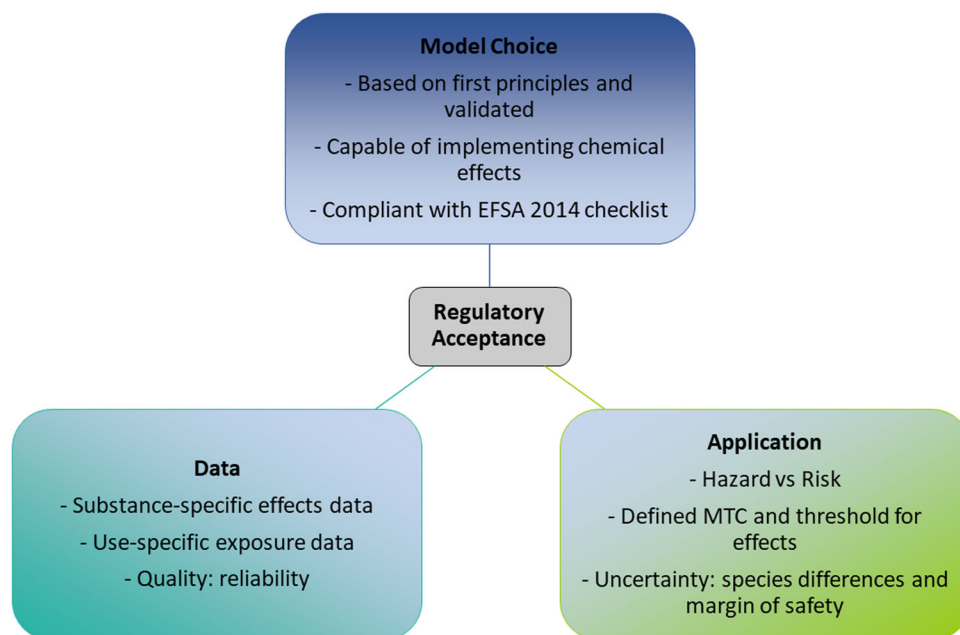 Model Choice
- Based on first principles and
validated
- Capable of implementing chemical
effects
- Compliant with EFSA 2014 checklist
Regulatory
Acceptance
Data
- Substance-specific effects data
- Use-specific exposure data
- Quality: reliability
Application
- Hazard vs Risk
- Defined MTC and threshold for
effects
- Uncertainty: species differences and
margin of safety